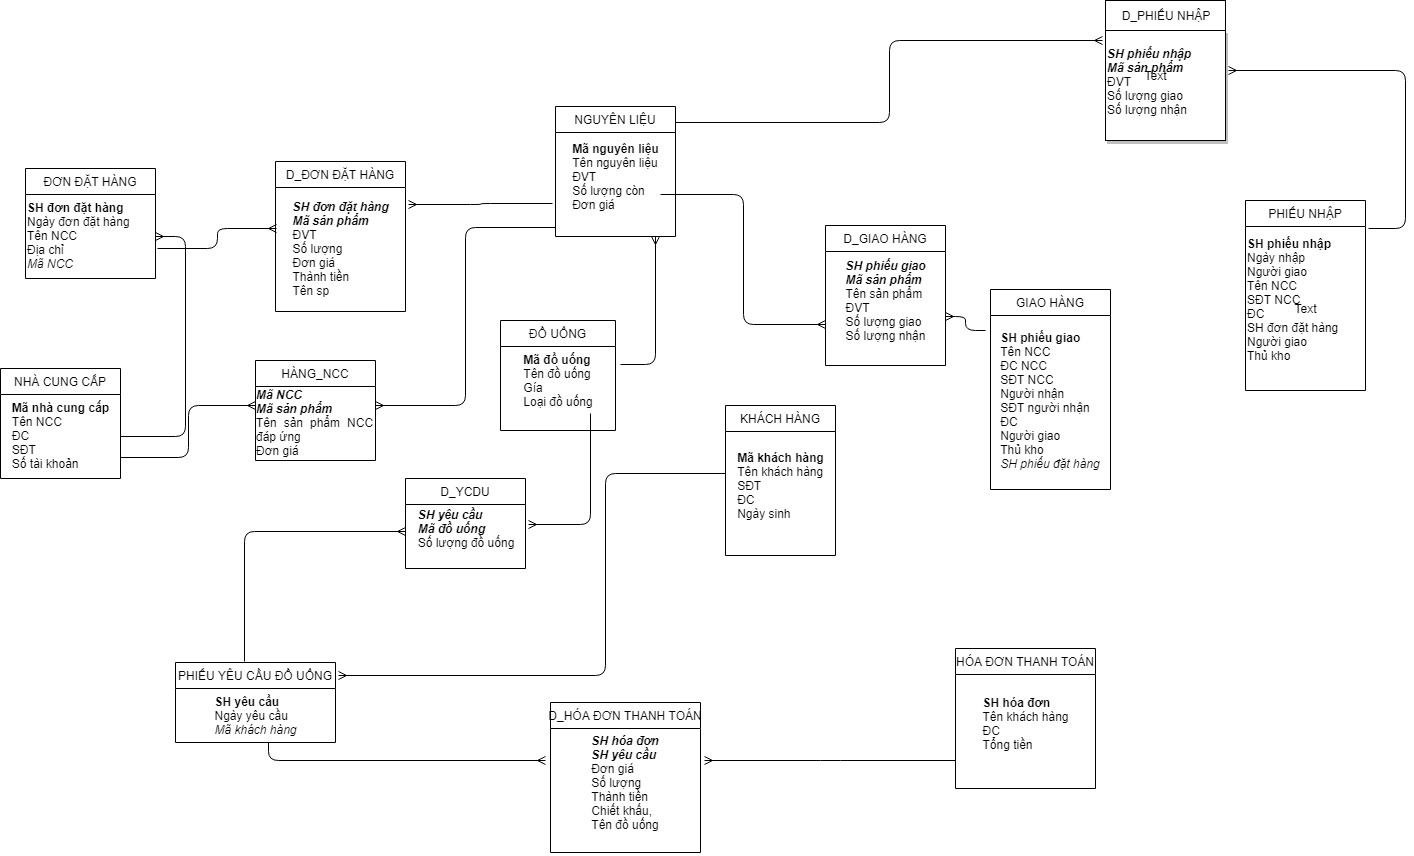 D_PHIẾU NHẬP
SH phiếu nhập
Mã sản phẩm
Text
ĐVT
Số lượng giao
Số lượng nhận
NGUYÊN LIỆU
Mã nguyên liệu
Tên nguyên liệu
ĐVT
Số lượng còn
Đơn giá
D_ĐƠN ĐẶT HÀNG
SH đơn đặt hàng
Mã sản phẩm
ĐVT
Số lượng
Đơn giá
Thành tiền
Tên sp
ĐƠN ĐẶT HÀNG
SH đơn đặt hàng
Ngày đơn đặt hàng
Tên NCC
Địa chỉ
Mã NCC
PHIẾU NHẬP
SH phiếu nhập
Ngày nhập
Người giao
Tên NCC
SĐT NCC
Text
ĐC
SH đơn đặt hàng
Người giao
Thủ kho
D_GIAO HÀNG
SH phiếu giao
Mã sản phẩm
Tên sản phẩm
ĐVT
Số lượng giao
Số lượng nhận
GIAO HÀNG
SH phiếu giao
Tên NCC
ĐC NCC
SĐT NCC
Người nhận
SĐT người nhận
ĐC
Người giao
Thủ kho
SH phiếu đặt hàng
ĐỒ UỐNG
Mã đồ uống
Tên đồ uống
Gía
Loại đồ uống
HÀNG_NCC
Mã NCC
Mã sản phẩm
Tên sản phẩm NCC
đáp ứng
Đơn giá
NHÀ CUNG CẤP
Mã nhà cung cấp
Tên NCC
ĐC
SĐT
Số tài khoản
KHÁCH HÀNG
Mã khách hàng
Tên khách hàng
SĐT
ĐC
Ngày sinh
D_YCDU
SH yêu cầu
Mã đồ uống
Số lượng đồ uống
PHIẾU YÊU CẦU ĐỒ UỐNG
SH yêu cầu
Ngày yêu cầu
Mã khách hàng
HÓA ĐƠN THANH TOÁN
SH hóa đơn
Tên khách hàng
ĐC
Tổng tiền
D_HÓA ĐƠN THANH TOÁN
SH hóa đơn
SH yêu cầu
Đơn giá
Số lượng
Thành tiền
Chiết khấu,
Tên đồ uống